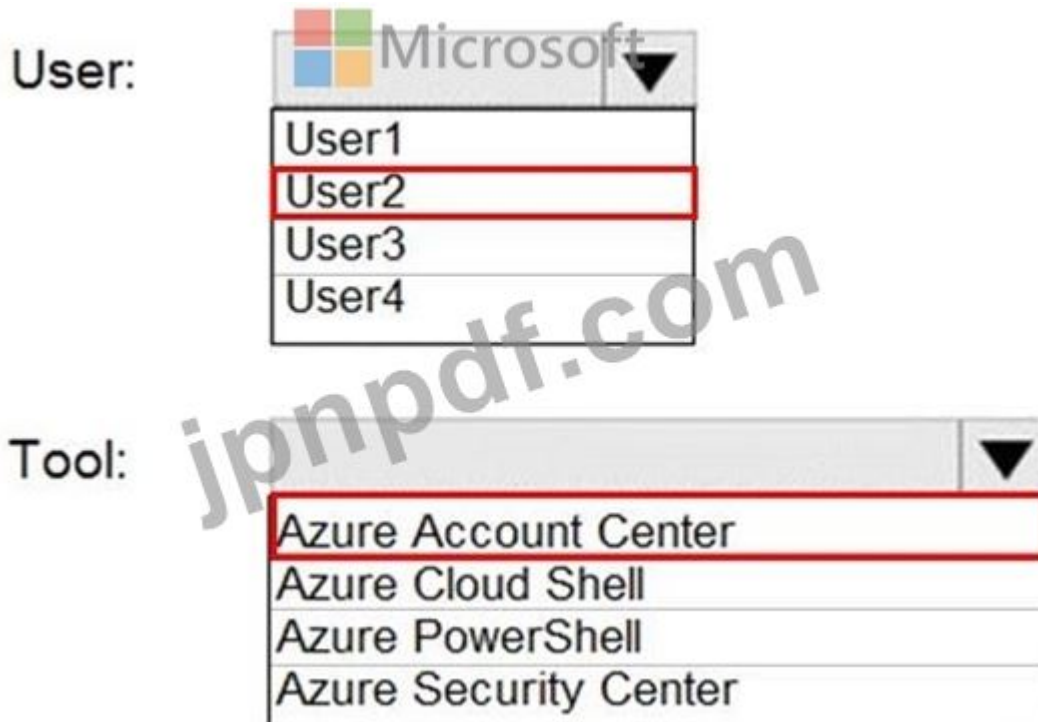 Microsoft
User:
User1
User2
User3
User4
jpnpdf.com
Tool:
Azure Account Center
Azure Cloud Shell
Azure PowerShell
Azure Security Center